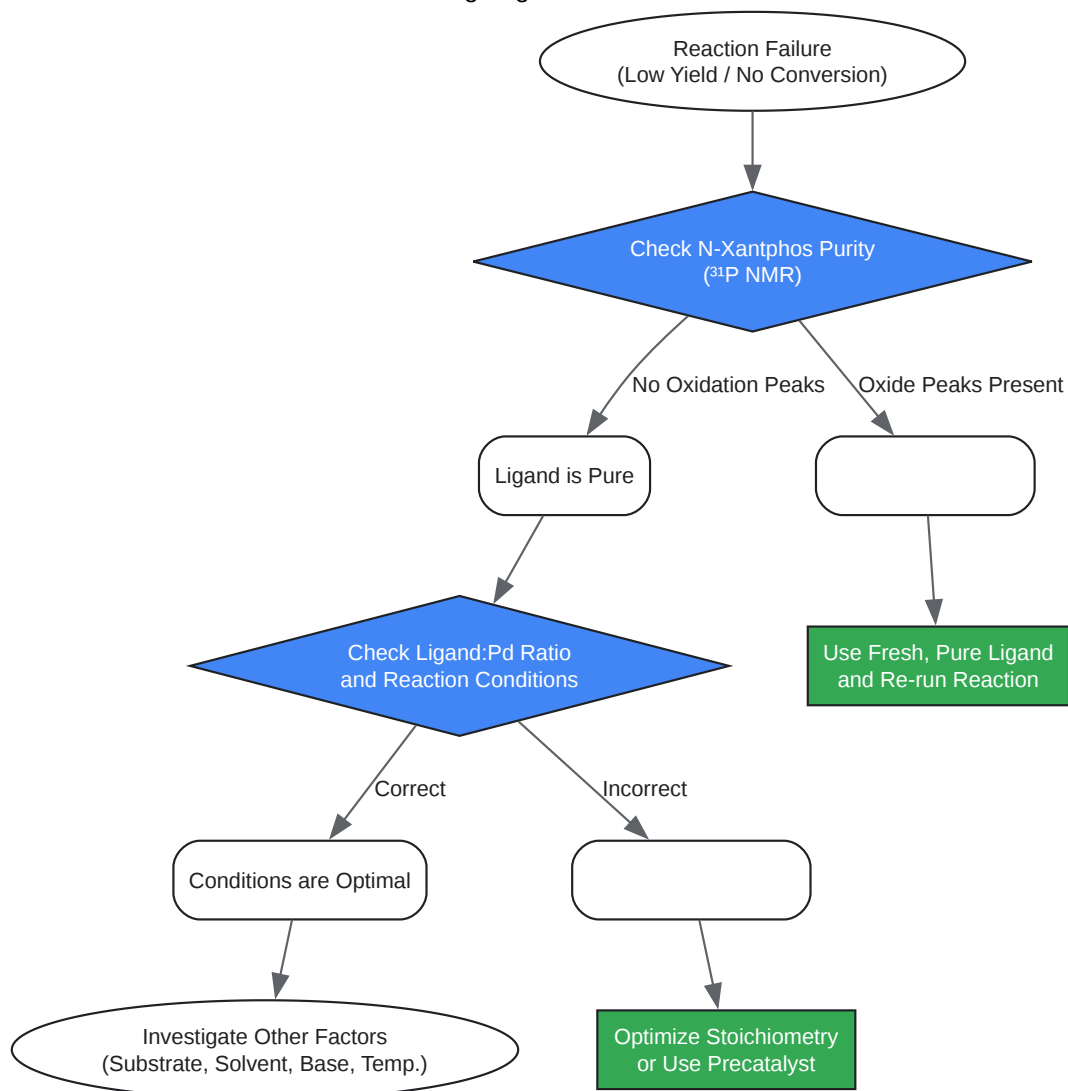 Reaction Failure
(Low Yield / No Conversion)
Check N-Xantphos Purity
(³¹P NMR)
No Oxidation Peaks
Oxide Peaks Present
Ligand is Pure
Check Ligand:Pd Ratio
and Reaction Conditions
Use Fresh, Pure Ligand
and Re-run Reaction
Correct
Incorrect
Conditions are Optimal
Investigate Other Factors
(Substrate, Solvent, Base, Temp.)
Optimize Stoichiometry
or Use Precatalyst